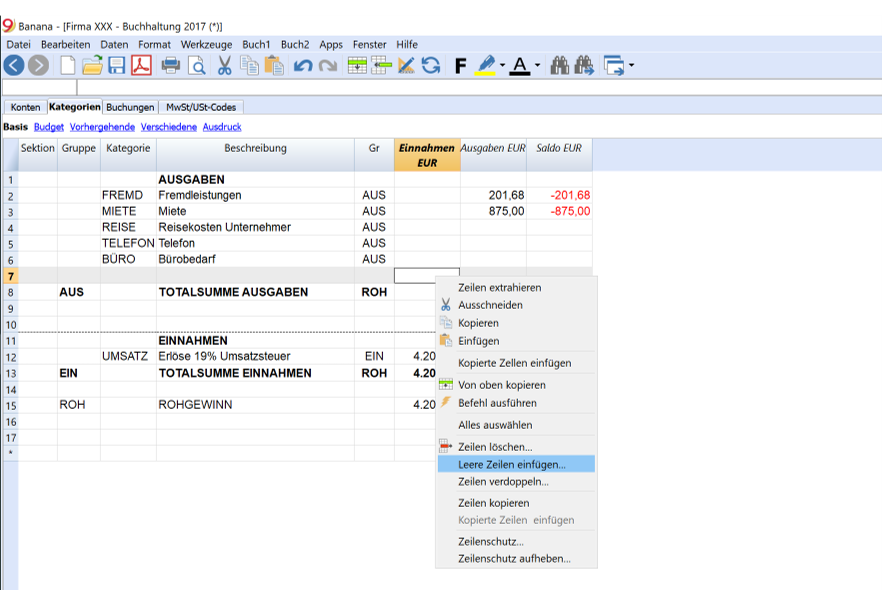 9 Banana - [Firma XXX - Buchhaltung 2017 (*)]
Datei Bearbeiten Daten Format Werkzeuge Buch1 Buch2 Apps Fenster Hilfe
F A
Konten Kategorien Buchungen MwSt/USt-Codes
Basis Budget Vorhergehende Verschiedene Ausdruck
Sektion Gruppe Kategorie Beschreibung Gr Einnahmen EUR Ausgaben EUR Saldo EUR
1 AUSGABEN
2 FREMD Fremdleistungen AUS 201,68 -201,68
3 MIETE Miete AUS 875,00 -875,00
4 REISE Reisekosten Unternehmer AUS
5 TELEFON Telefon AUS
6 BÜRO Bürobedarf AUS
7
8 AUS TOTALSUMME AUSGABEN ROH
9
10
11 EINNAHMEN
12 UMSATZ Erlöse 19% Umsatzsteuer EIN 4.20
13 EIN TOTALSUMME EINNAHMEN ROH 4.20
14
15 ROH ROHGEWINN 4.20
16
17
*
Zeilen extrahieren
Ausschneiden
Kopieren
Einfügen
Kopierte Zellen einfügen
Von oben kopieren
Befehl ausführen
Alles auswählen
Zeilen löschen...
Leere Zeilen einfügen...
Zeilen verdoppeln...
Zeilen kopieren
Kopierte Zeilen einfügen
Zeilenschutz...
Zeilenschutz aufheben...